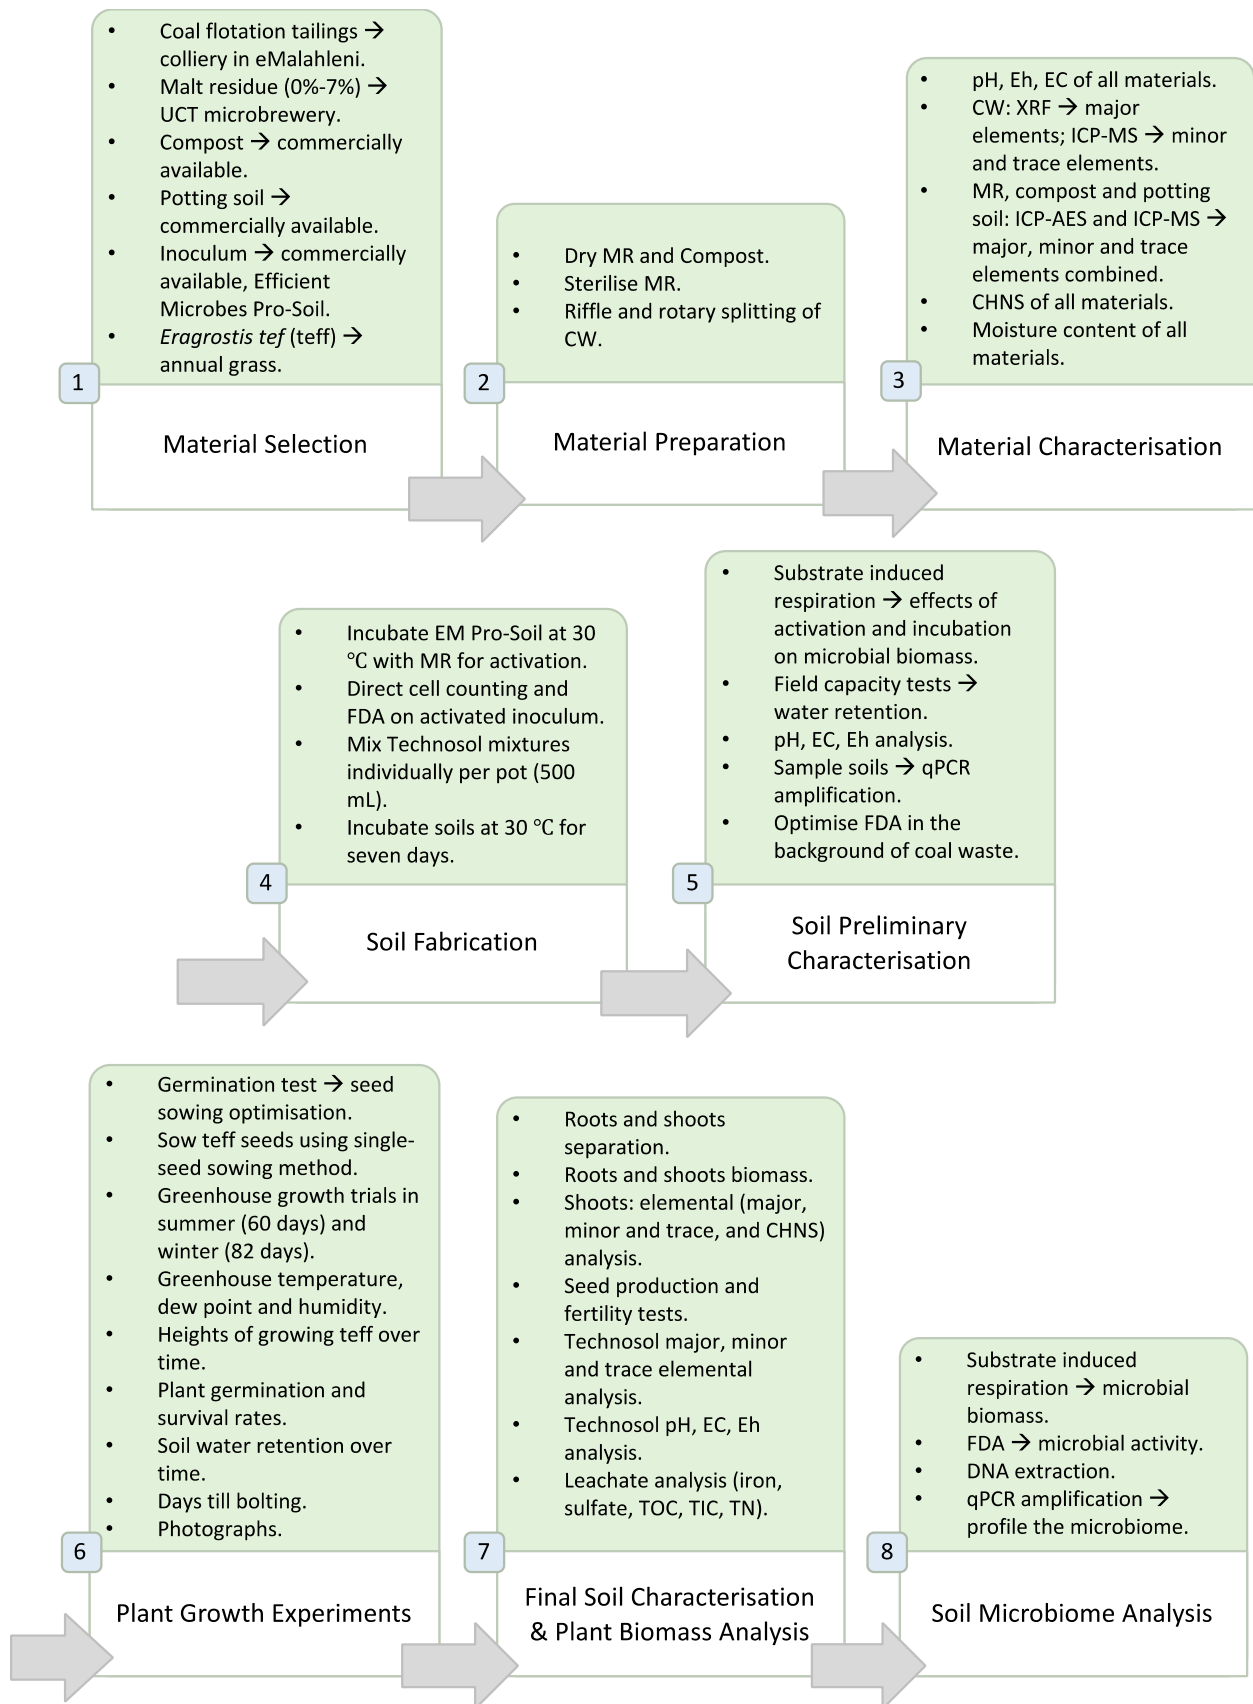 • Coal flotation tailings →
colliery in eMalahleni.
• Malt residue (0%-7%) →
UCT microbrewery.
• Compost → commercially
available.
• Potting soil →
commercially available.
• Inoculum → commercially
available, Efficient
Microbes Pro-Soil.
• Eragrostis tef (teff) →
annual grass.
1
Material Selection
• Dry MR and Compost.
• Sterilise MR.
• Riffle and rotary splitting of
CW.
2
Material Preparation
• pH, Eh, EC of all materials.
• CW: XRF → major
elements; ICP-MS → minor
and trace elements.
• MR, compost and potting
soil: ICP-AES and ICP-MS →
major, minor and trace
elements combined.
• CHNS of all materials.
• Moisture content of all
materials.
3
Material Characterisation
• Incubate EM Pro-Soil at 30
℃ with MR for activation.
• Direct cell counting and
FDA on activated inoculum.
• Mix Technosol mixtures
individually per pot (500
mL).
• Incubate soils at 30 ℃ for
seven days.
4
Soil Fabrication
• Substrate induced
respiration → effects of
activation and incubation
on microbial biomass.
• Field capacity tests →
water retention.
• pH, EC, Eh analysis.
• Sample soils → qPCR
amplification.
• Optimise FDA in the
background of coal waste.
5
Soil Preliminary
Characterisation
• Germination test → seed
sowing optimisation.
• Sow teff seeds using single-
seed sowing method.
• Greenhouse growth trials in
summer (60 days) and
winter (82 days).
• Greenhouse temperature,
dew point and humidity.
• Heights of growing teff over
time.
• Plant germination and
survival rates.
• Soil water retention over
time.
• Days till bolting.
• Photographs.
6
Plant Growth Experiments
• Roots and shoots
separation.
• Roots and shoots biomass.
• Shoots: elemental (major,
minor and trace, and CHNS)
analysis.
• Seed production and
fertility tests.
• Technosol major, minor
and trace elemental
analysis.
• Technosol pH, EC, Eh
analysis.
• Leachate analysis (iron,
sulfate, TOC, TIC, TN).
7
Final Soil Characterisation
& Plant Biomass Analysis
• Substrate induced
respiration → microbial
biomass.
• FDA → microbial activity.
• DNA extraction.
• qPCR amplification →
profile the microbiome.
8
Soil Microbiome Analysis